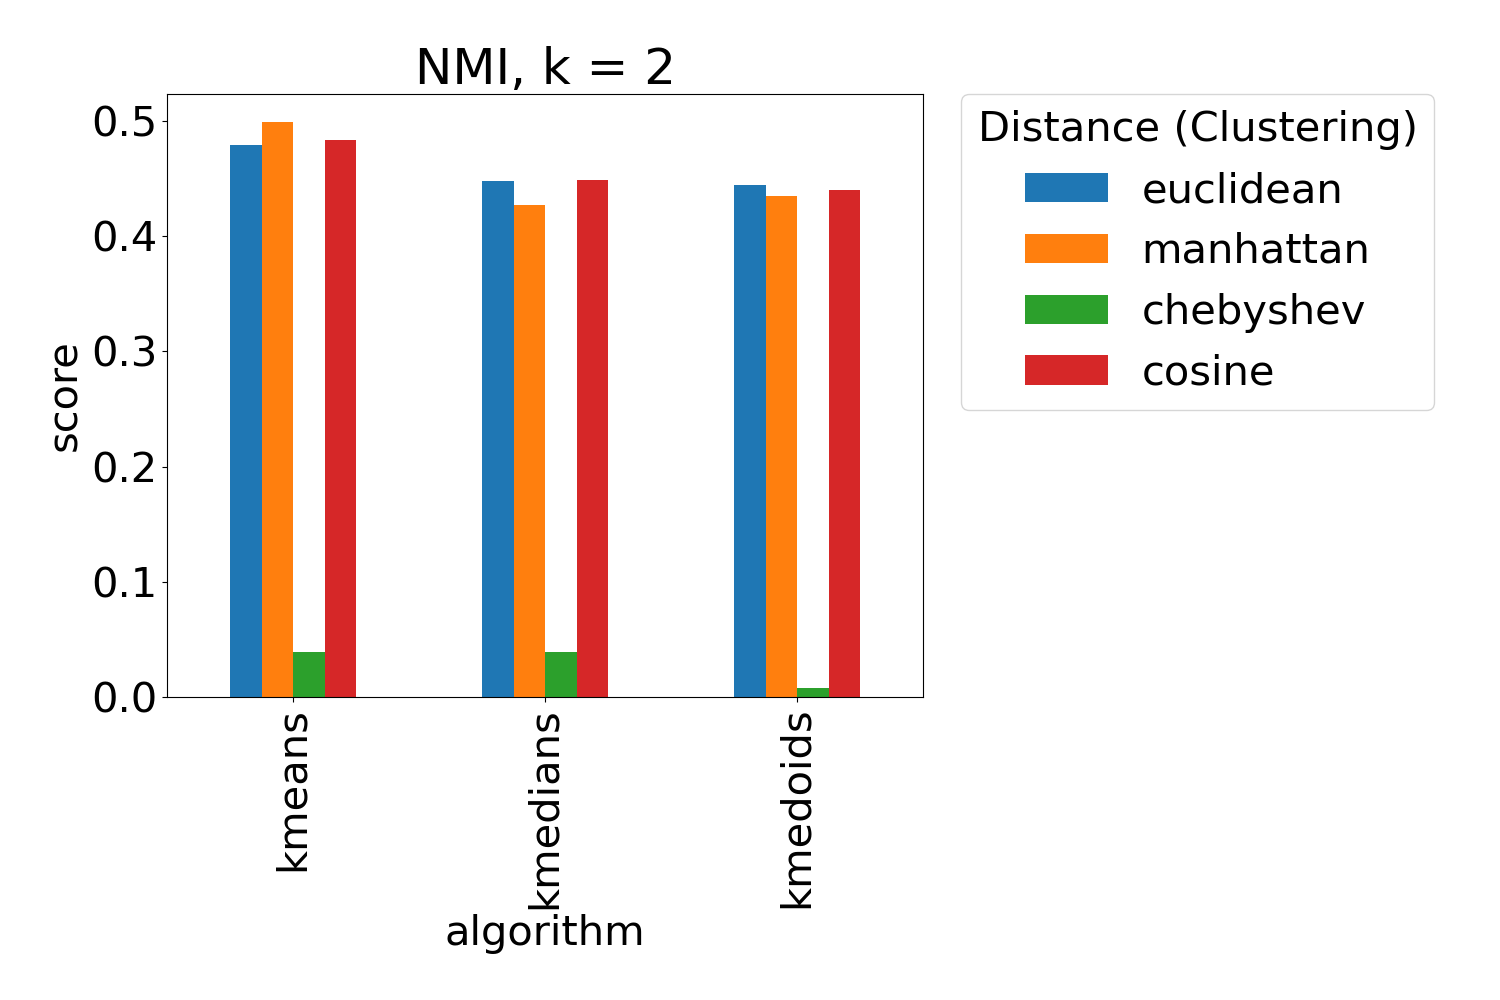 NMI, k = 2
0.5
0.4
0.3
0.2
0.1
0.0
score
kmeans
kmedians
kmedoids
algorithm
Distance (Clustering)
euclidean
manhattan
chebyshev
cosine